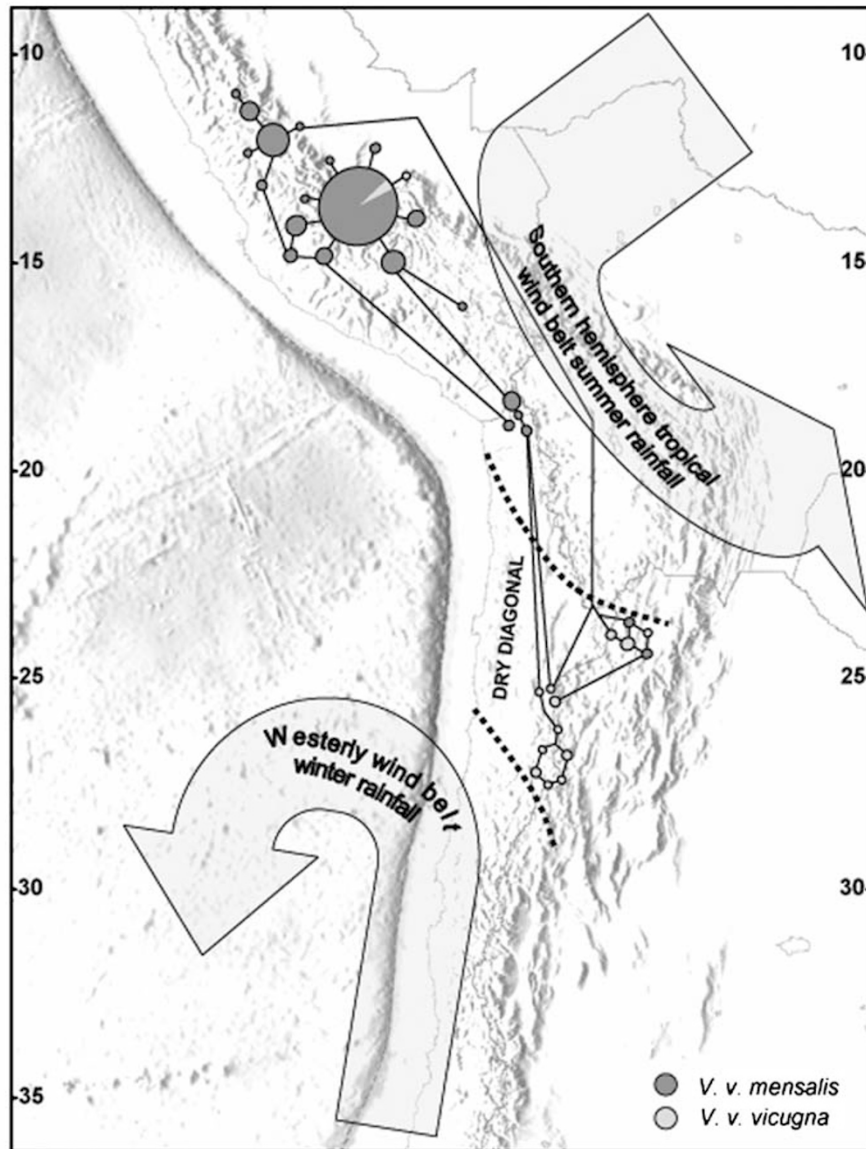 -10
10-
-15
15-
Southern hemisphere tropical
wind belt summer rainfall
-20
20-
DRY DIAGONAL
-25
25-
Westerly wind belt
winter rainfall
-30
30-
-35
V. v. mensalis
V. v. vicugna